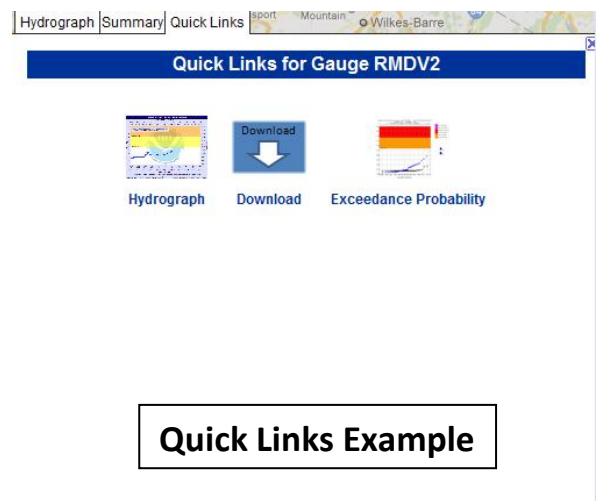 Hydrograph Summary Quick Links sport Mountain Wilkes-Barre
Quick Links for Gauge RMDV2
Download
Hydrograph Download Exceedance Probability
Quick Links Example